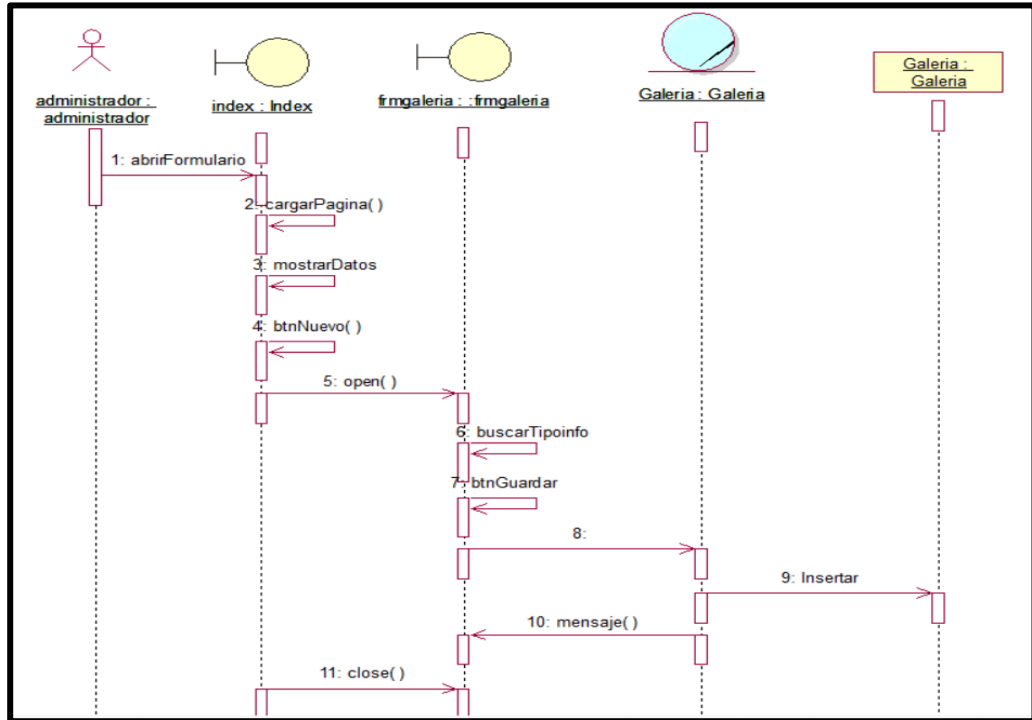 administrador :
administrador
index : Index
frmgaleria : :frmgaleria
Galeria : Galeria
Galeria :
Galeria
1: abrirFormulario
2: cargarPagina( )
3: mostrarDatos
4: btnNuevo( )
5: open( )
6: buscarTipoinfo
7: btnGuardar
8:
9: Insertar
10: mensaje( )
11: close( )